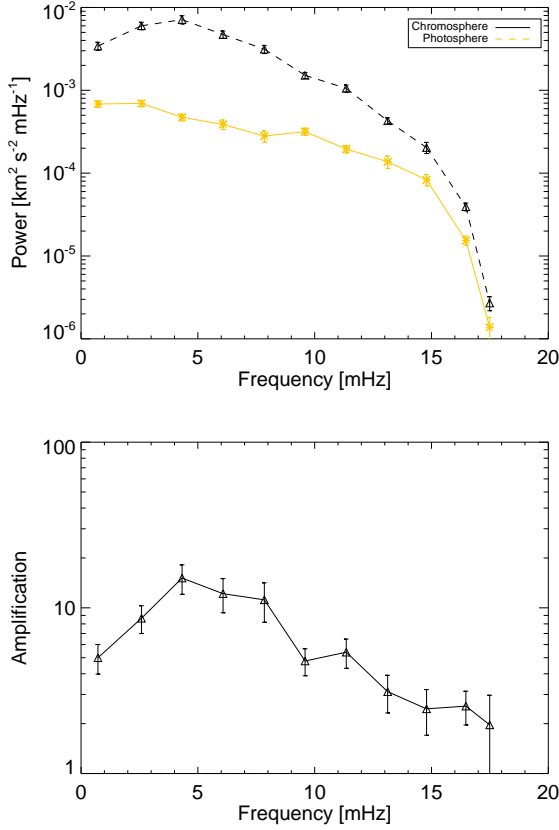 10⁻²
10⁻³
10⁻⁴
10⁻⁵
10⁻⁶
Power [km² s⁻² mHz⁻¹]
Chromosphere
Photosphere
0 5 10 15 20
Frequency [mHz]
100
10
1
Amplification
0 5 10 15 20
Frequency [mHz]